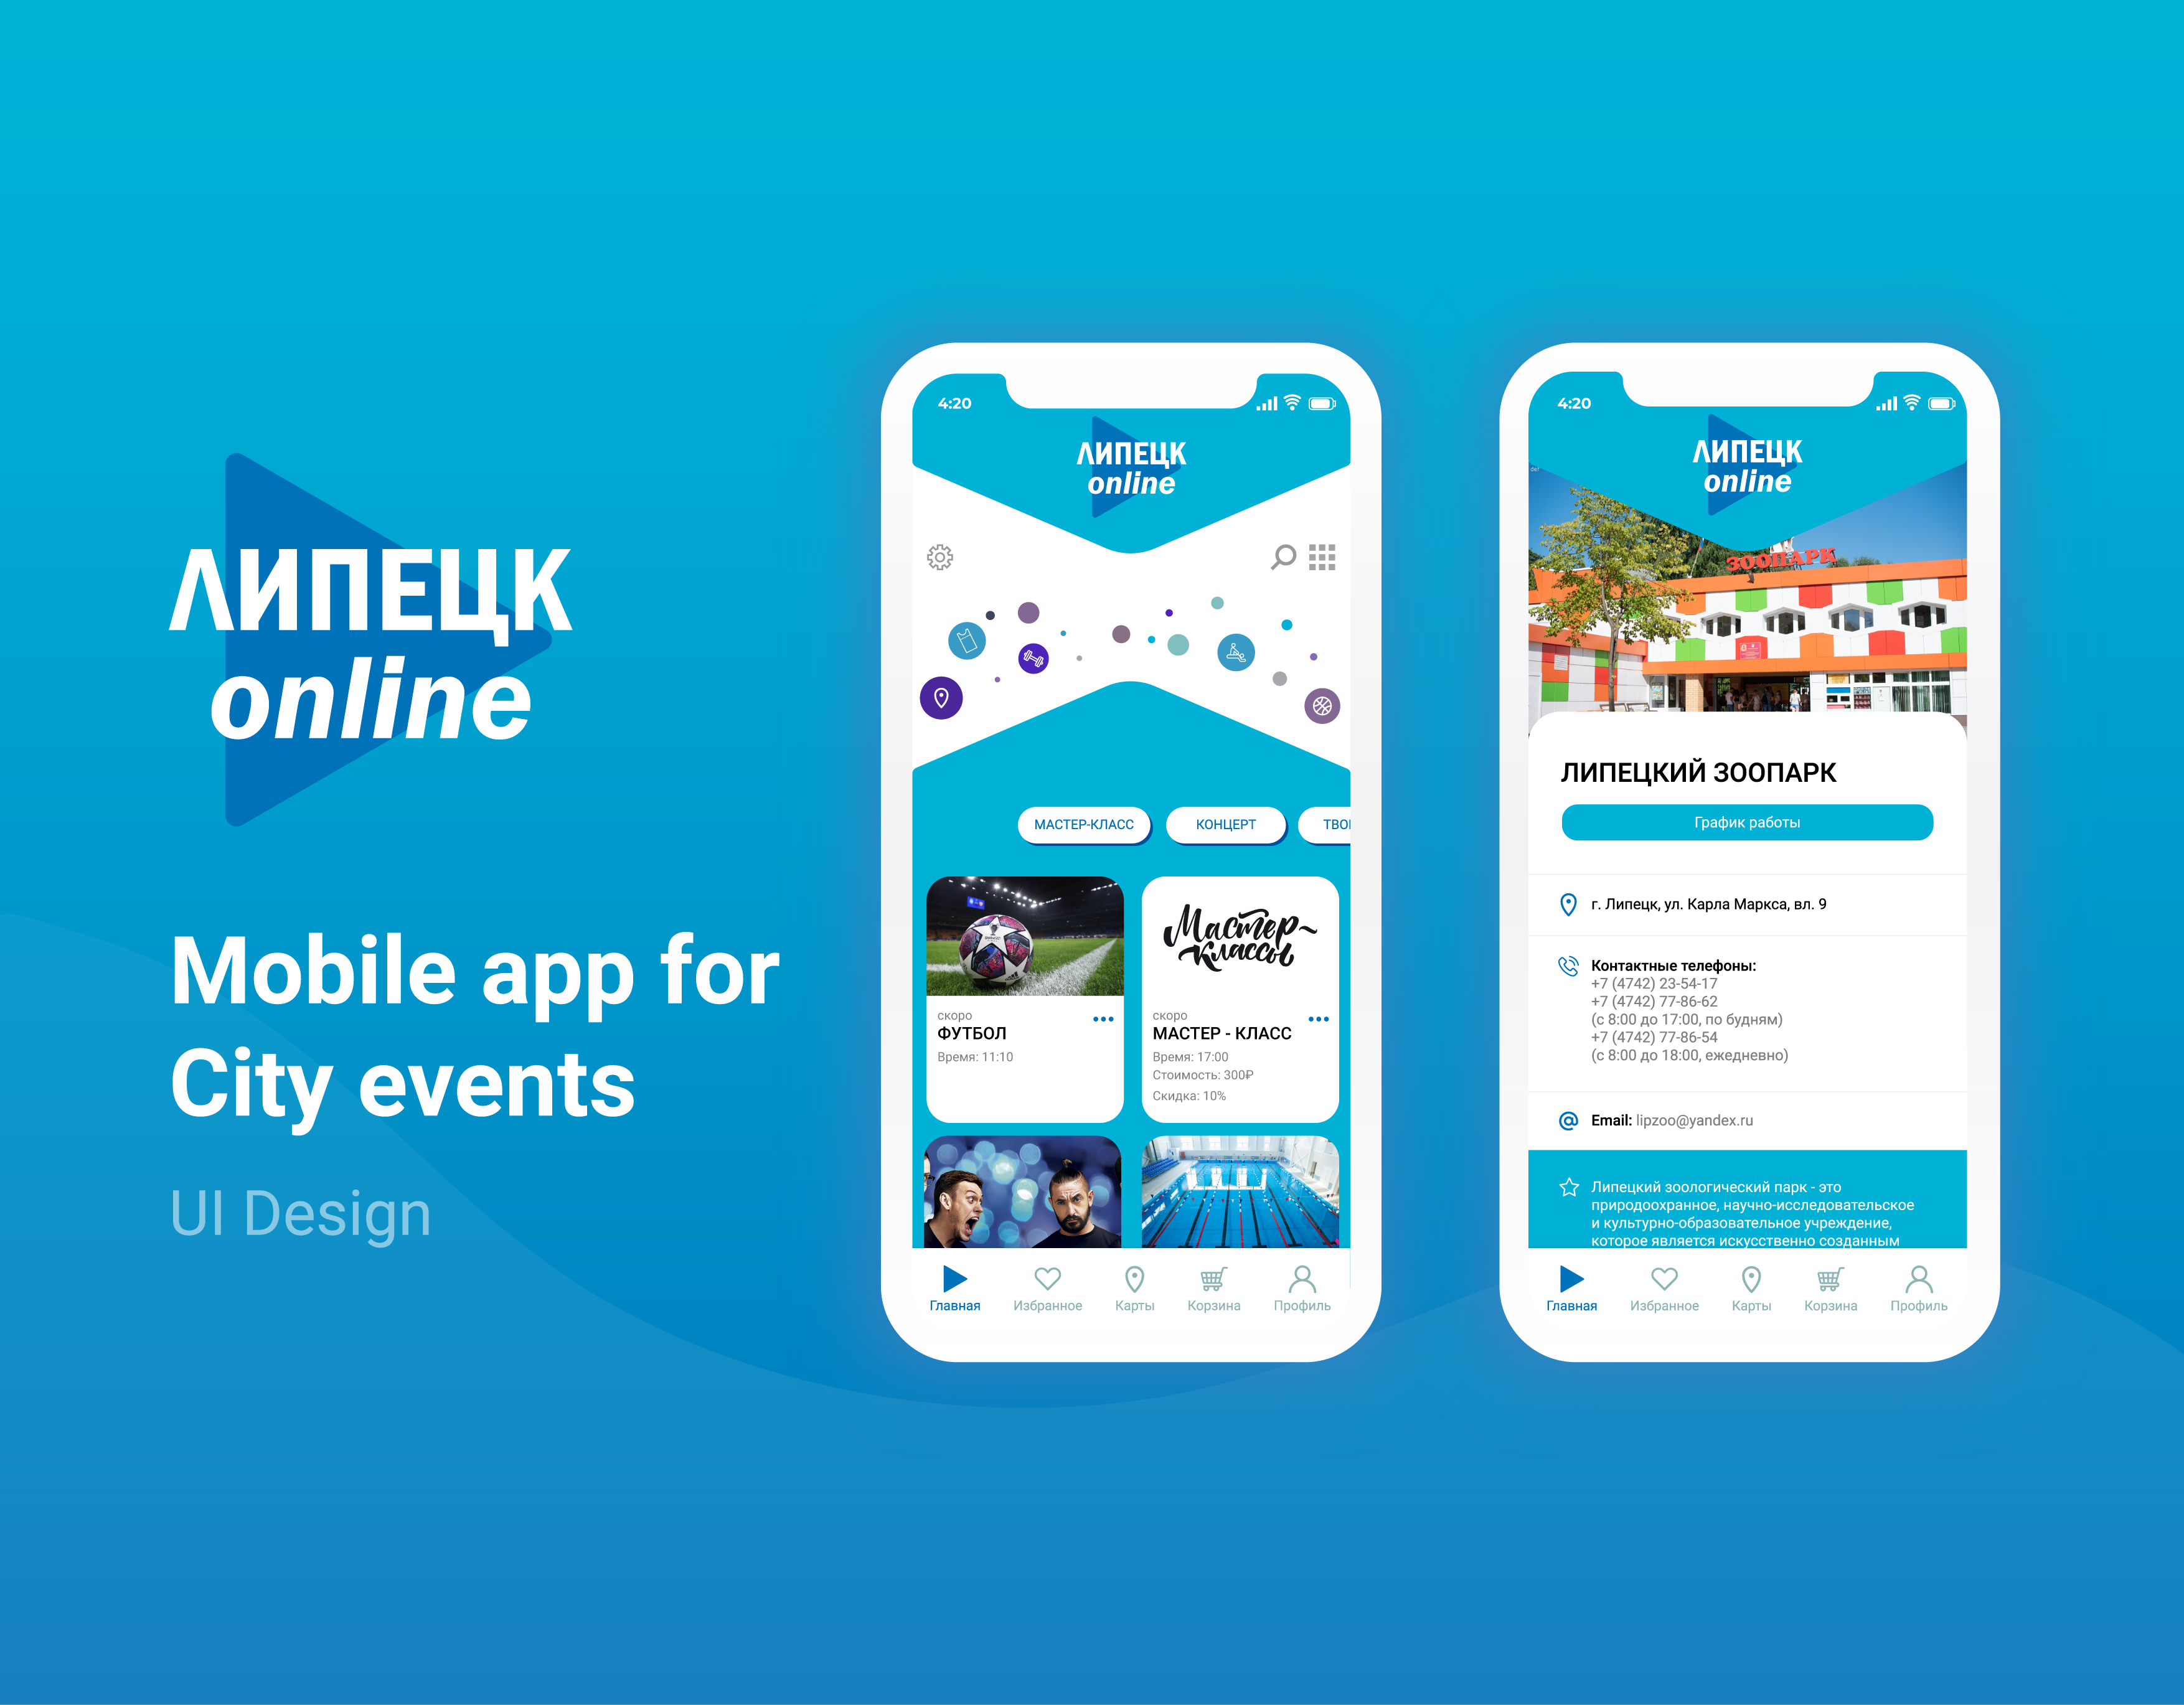 ЛИПЕЦК
online
Mobile app for
City events
UI Design
4:20
ЛИПЕЦК
online
МАСТЕР-КЛАСС
КОНЦЕРТ
ТВО
скоро
ФУТБОЛ
Время: 11:10
Мастер-
классы
скоро
МАСТЕР - КЛАСС
Время: 17:00
Стоимость: 300₽
Скидка: 10%
Главная
Избранное
Карты
Корзина
Профиль
4:20
ЛИПЕЦК
online
ЗООПАРК
ЛИПЕЦКИЙ ЗООПАРК
График работы
г. Липецк, ул. Карла Маркса, вл. 9
Контактные телефоны:
+7 (4742) 23-54-17
+7 (4742) 77-86-62
(с 8:00 до 17:00, по будням)
+7 (4742) 77-86-54
(с 8:00 до 18:00, ежедневно)
Email: lipzoo@yandex.ru
Липецкий зоологический парк - это
природоохранное, научно-исследовательское
и культурно-образовательное учреждение,
которое является искусственно созданным
Главная
Избранное
Карты
Корзина
Профиль